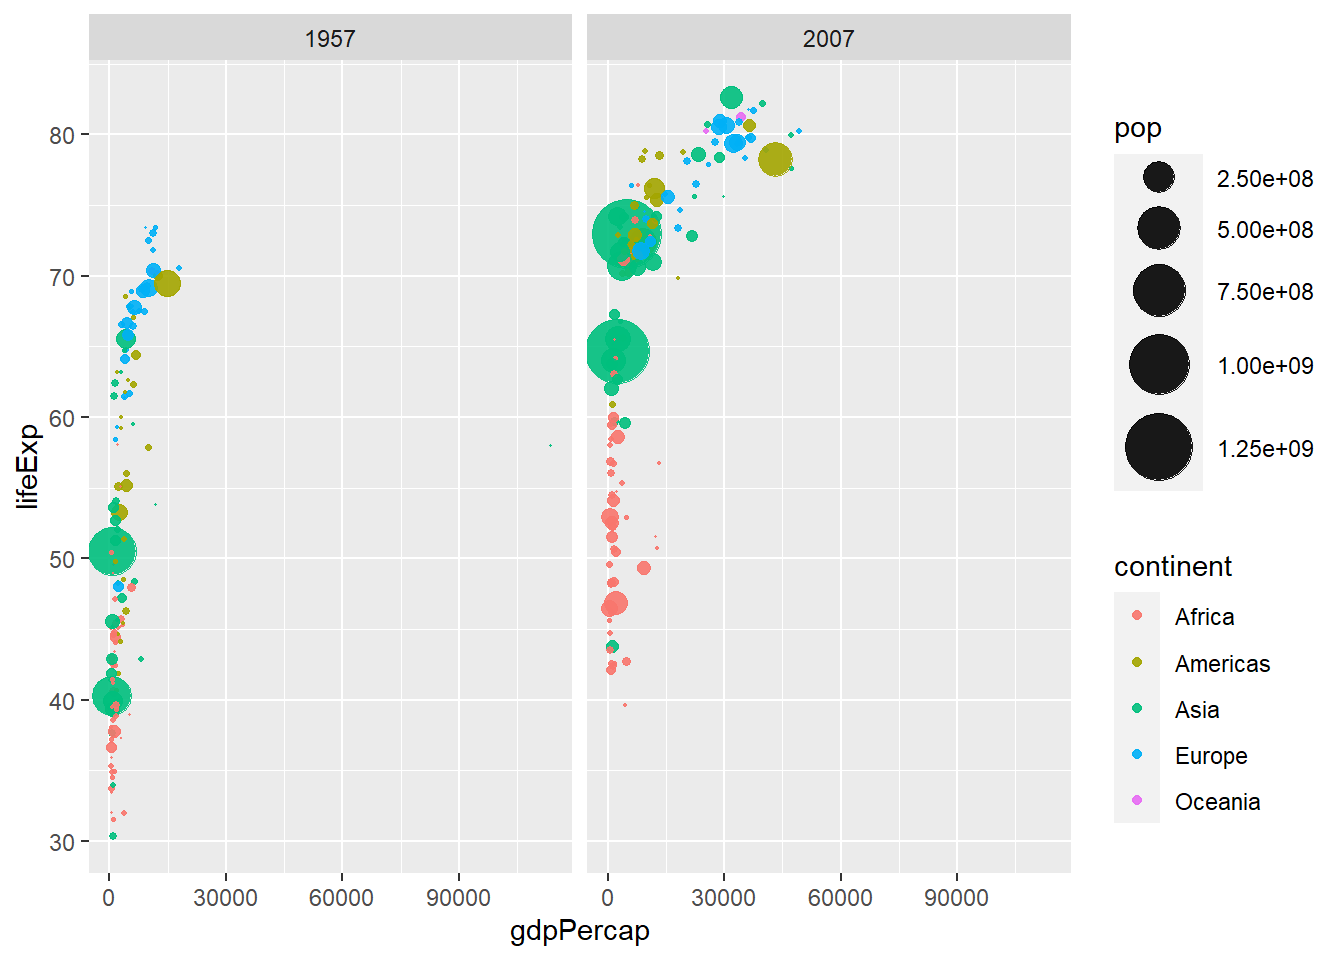 1957
2007
80
70
60
50
40
30
lifeExp
0
30000
60000
90000
0
30000
60000
90000
gdpPercap
pop
2.50e+08
5.00e+08
7.50e+08
1.00e+09
1.25e+09
continent
Africa
Americas
Asia
Europe
Oceania